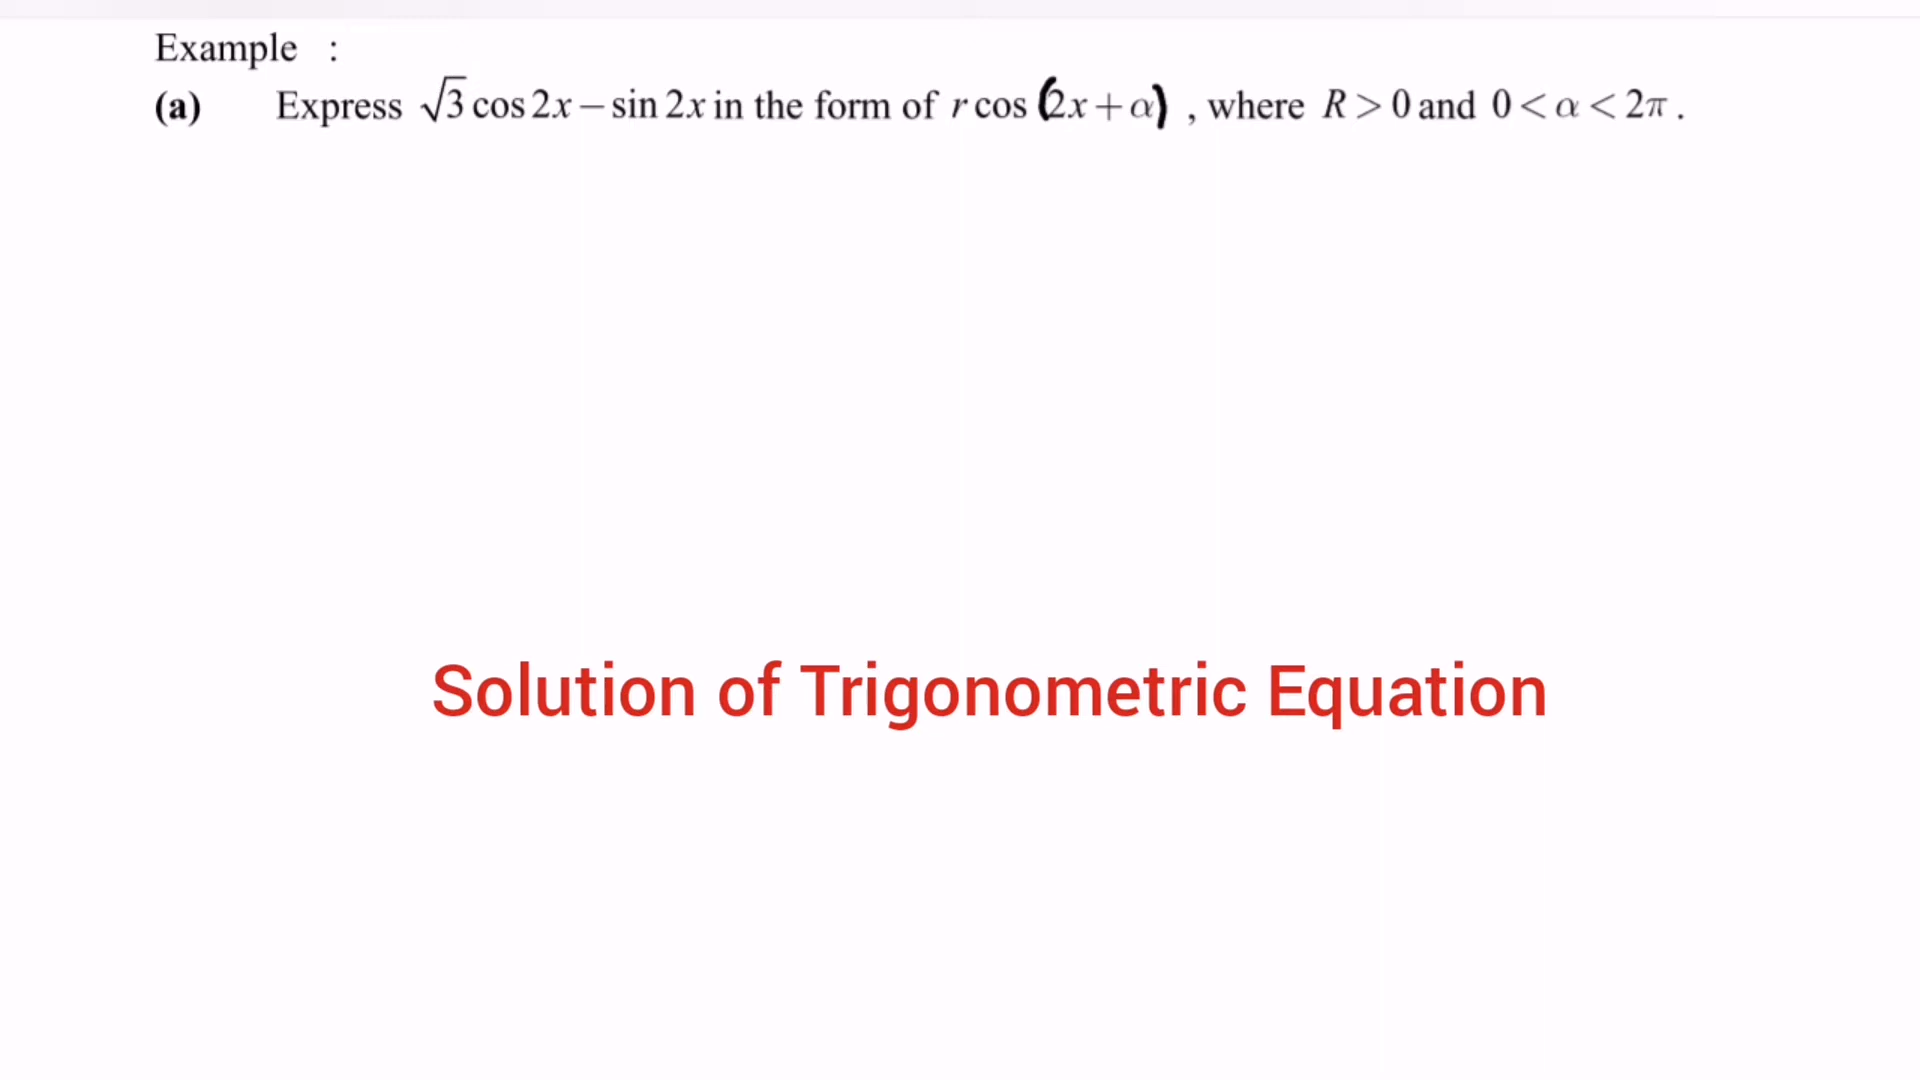 Example :
(a) Express √3 cos 2x − sin 2x in the form of r cos (2x + α) , where R > 0 and 0 < α < 2π .
Solution of Trigonometric Equation